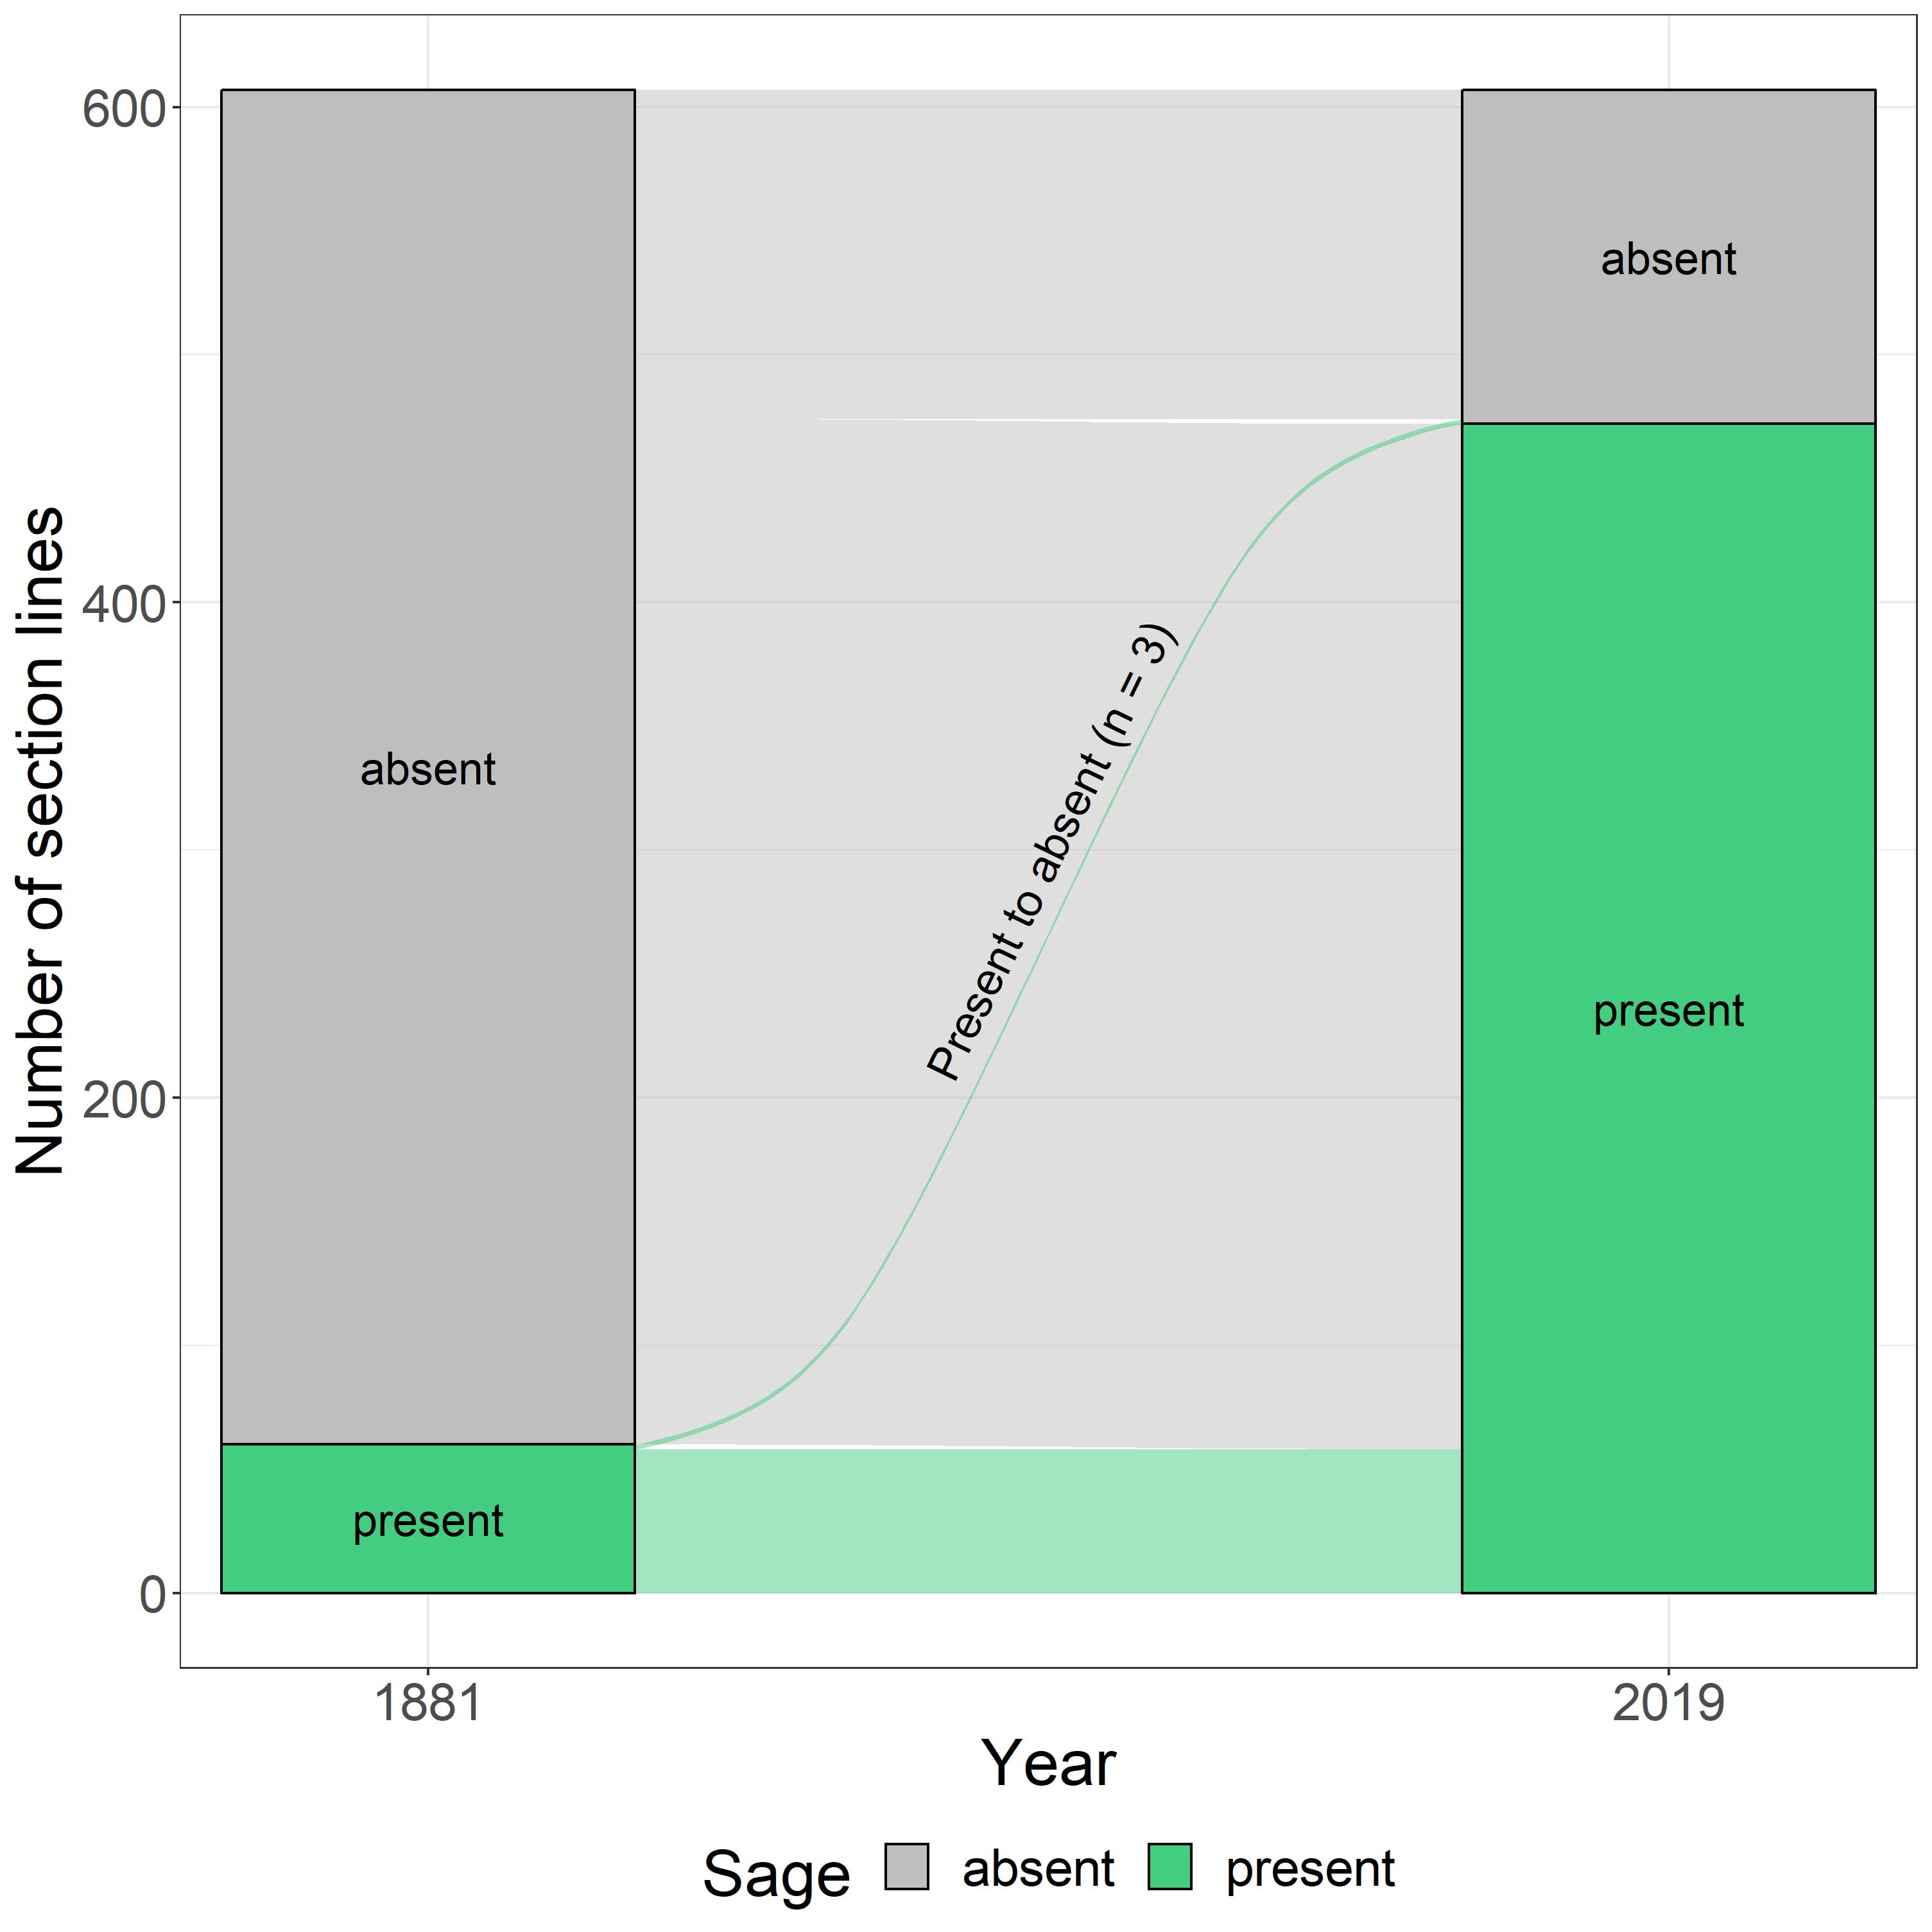 Number of section lines
600
400
200
0
absent
present
absent
present
Present to absent (n = 3)
1881
2019
Year
Sage absent present